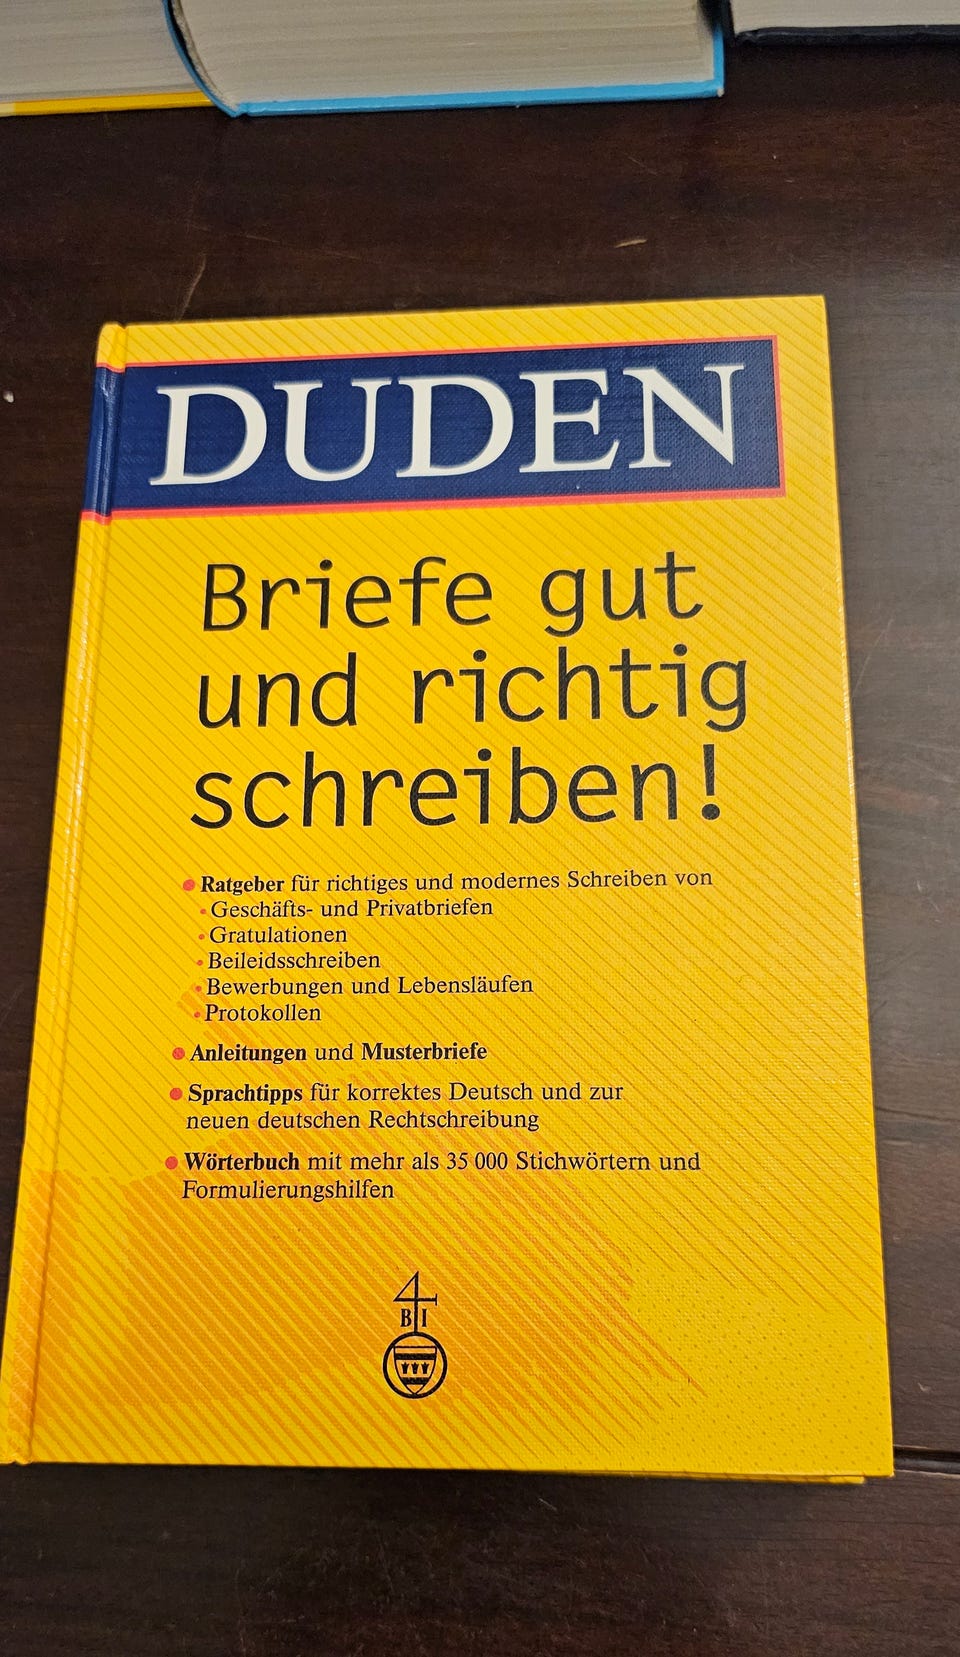 DUDEN
Briefe gut
und richtig
schreiben!
• Ratgeber für richtiges und modernes Schreiben von
• Geschäfts- und Privatbriefen
• Gratulationen
• Beileidsschreiben
• Bewerbungen und Lebensläufen
• Protokollen
• Anleitungen und Musterbriefe
• Sprachtipps für korrektes Deutsch und zur
neuen deutschen Rechtschreibung
• Wörterbuch mit mehr als 35 000 Stichwörtern und
Formulierungshilfen
B I